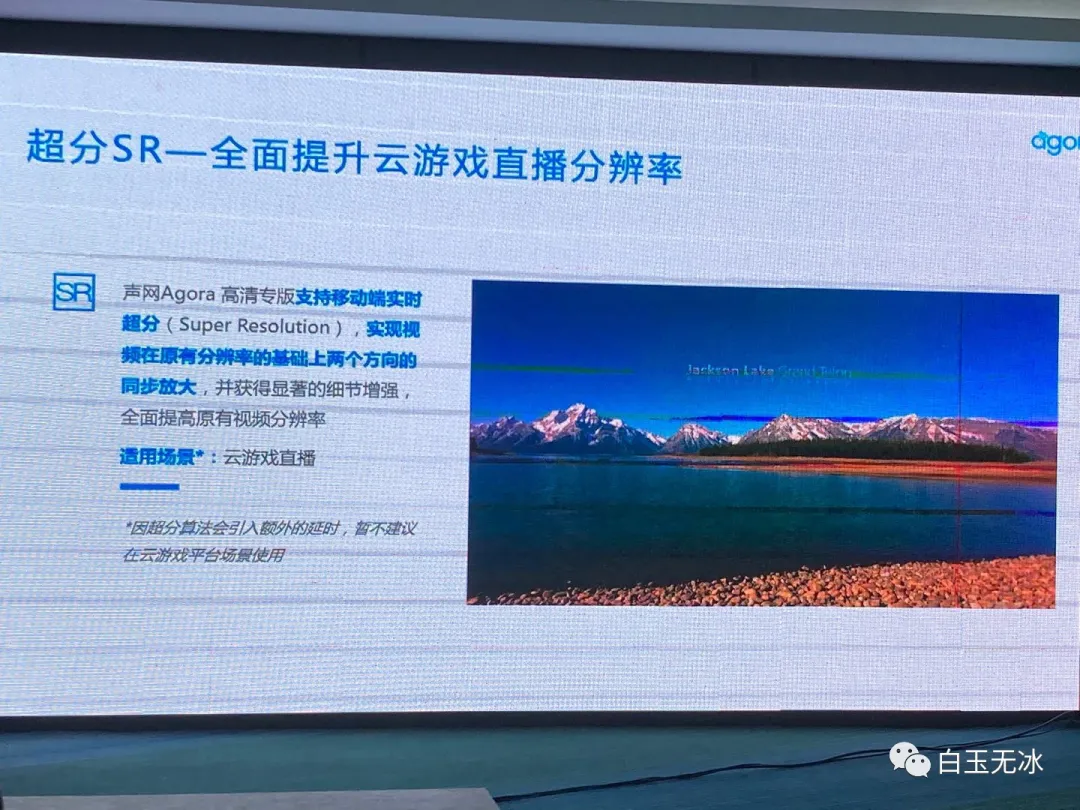 超分SR—全面提升云游戏直播分辨率
agor
SR
声网Agora 高清专版支持移动端实时
超分（Super Resolution），实现视
频在原有分辨率的基础上两个方向的
同步放大，并获得显著的细节增强，
全面提高原有视频分辨率
适用场景*：云游戏直播
*因超分算法会引入额外的延时，暂不建议
在云游戏平台场景使用
Jackson Lake
白玉无冰